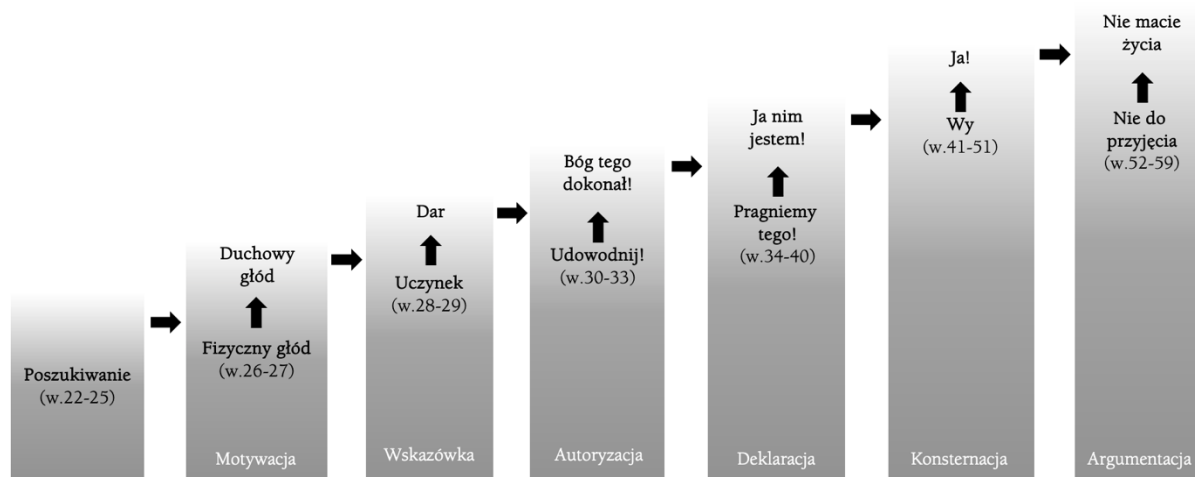 Poszukiwanie
(w.22-25)
Duchowy
głód
Fizyczny głód
(w.26-27)
Motywacja
Dar
Uczynek
(w.28-29)
Wskazówka
Bóg tego
dokonał!
Udowodnij!
(w.30-33)
Autoryzacja
Ja nim
jestem!
Pragniemy
tego!
(w.34-40)
Deklaracja
Ja!
Wy
(w.41-51)
Konsternacja
Nie macie
życia
Nie do
przyjęcia
(w.52-59)
Argumentacja